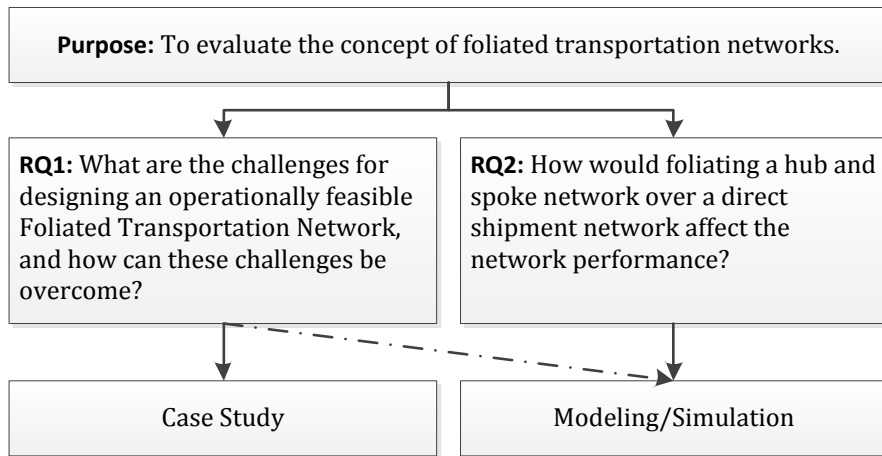 Purpose: To evaluate the concept of foliated transportation networks.
RQ1: What are the challenges for
designing an operationally feasible
Foliated Transportation Network,
and how can these challenges be
overcome?
RQ2: How would foliating a hub and
spoke network over a direct
shipment network affect the
network performance?
Case Study
Modeling/Simulation